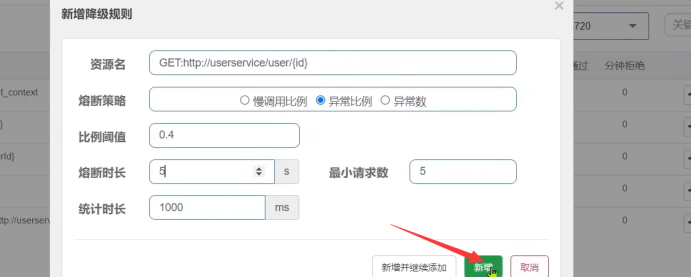 新增降级规则
×
720
关键
t_context
}
erId}
ttp://userserv
通过
分钟拒绝
0
0
0
0
0
资源名 GET:http://userservice/user/{id}
熔断策略 慢调用比例 异常比例 异常数
比例阈值 0.4
熔断时长 5 s 最小请求数 5
统计时长 1000 ms
新增并继续添加 新增 取消